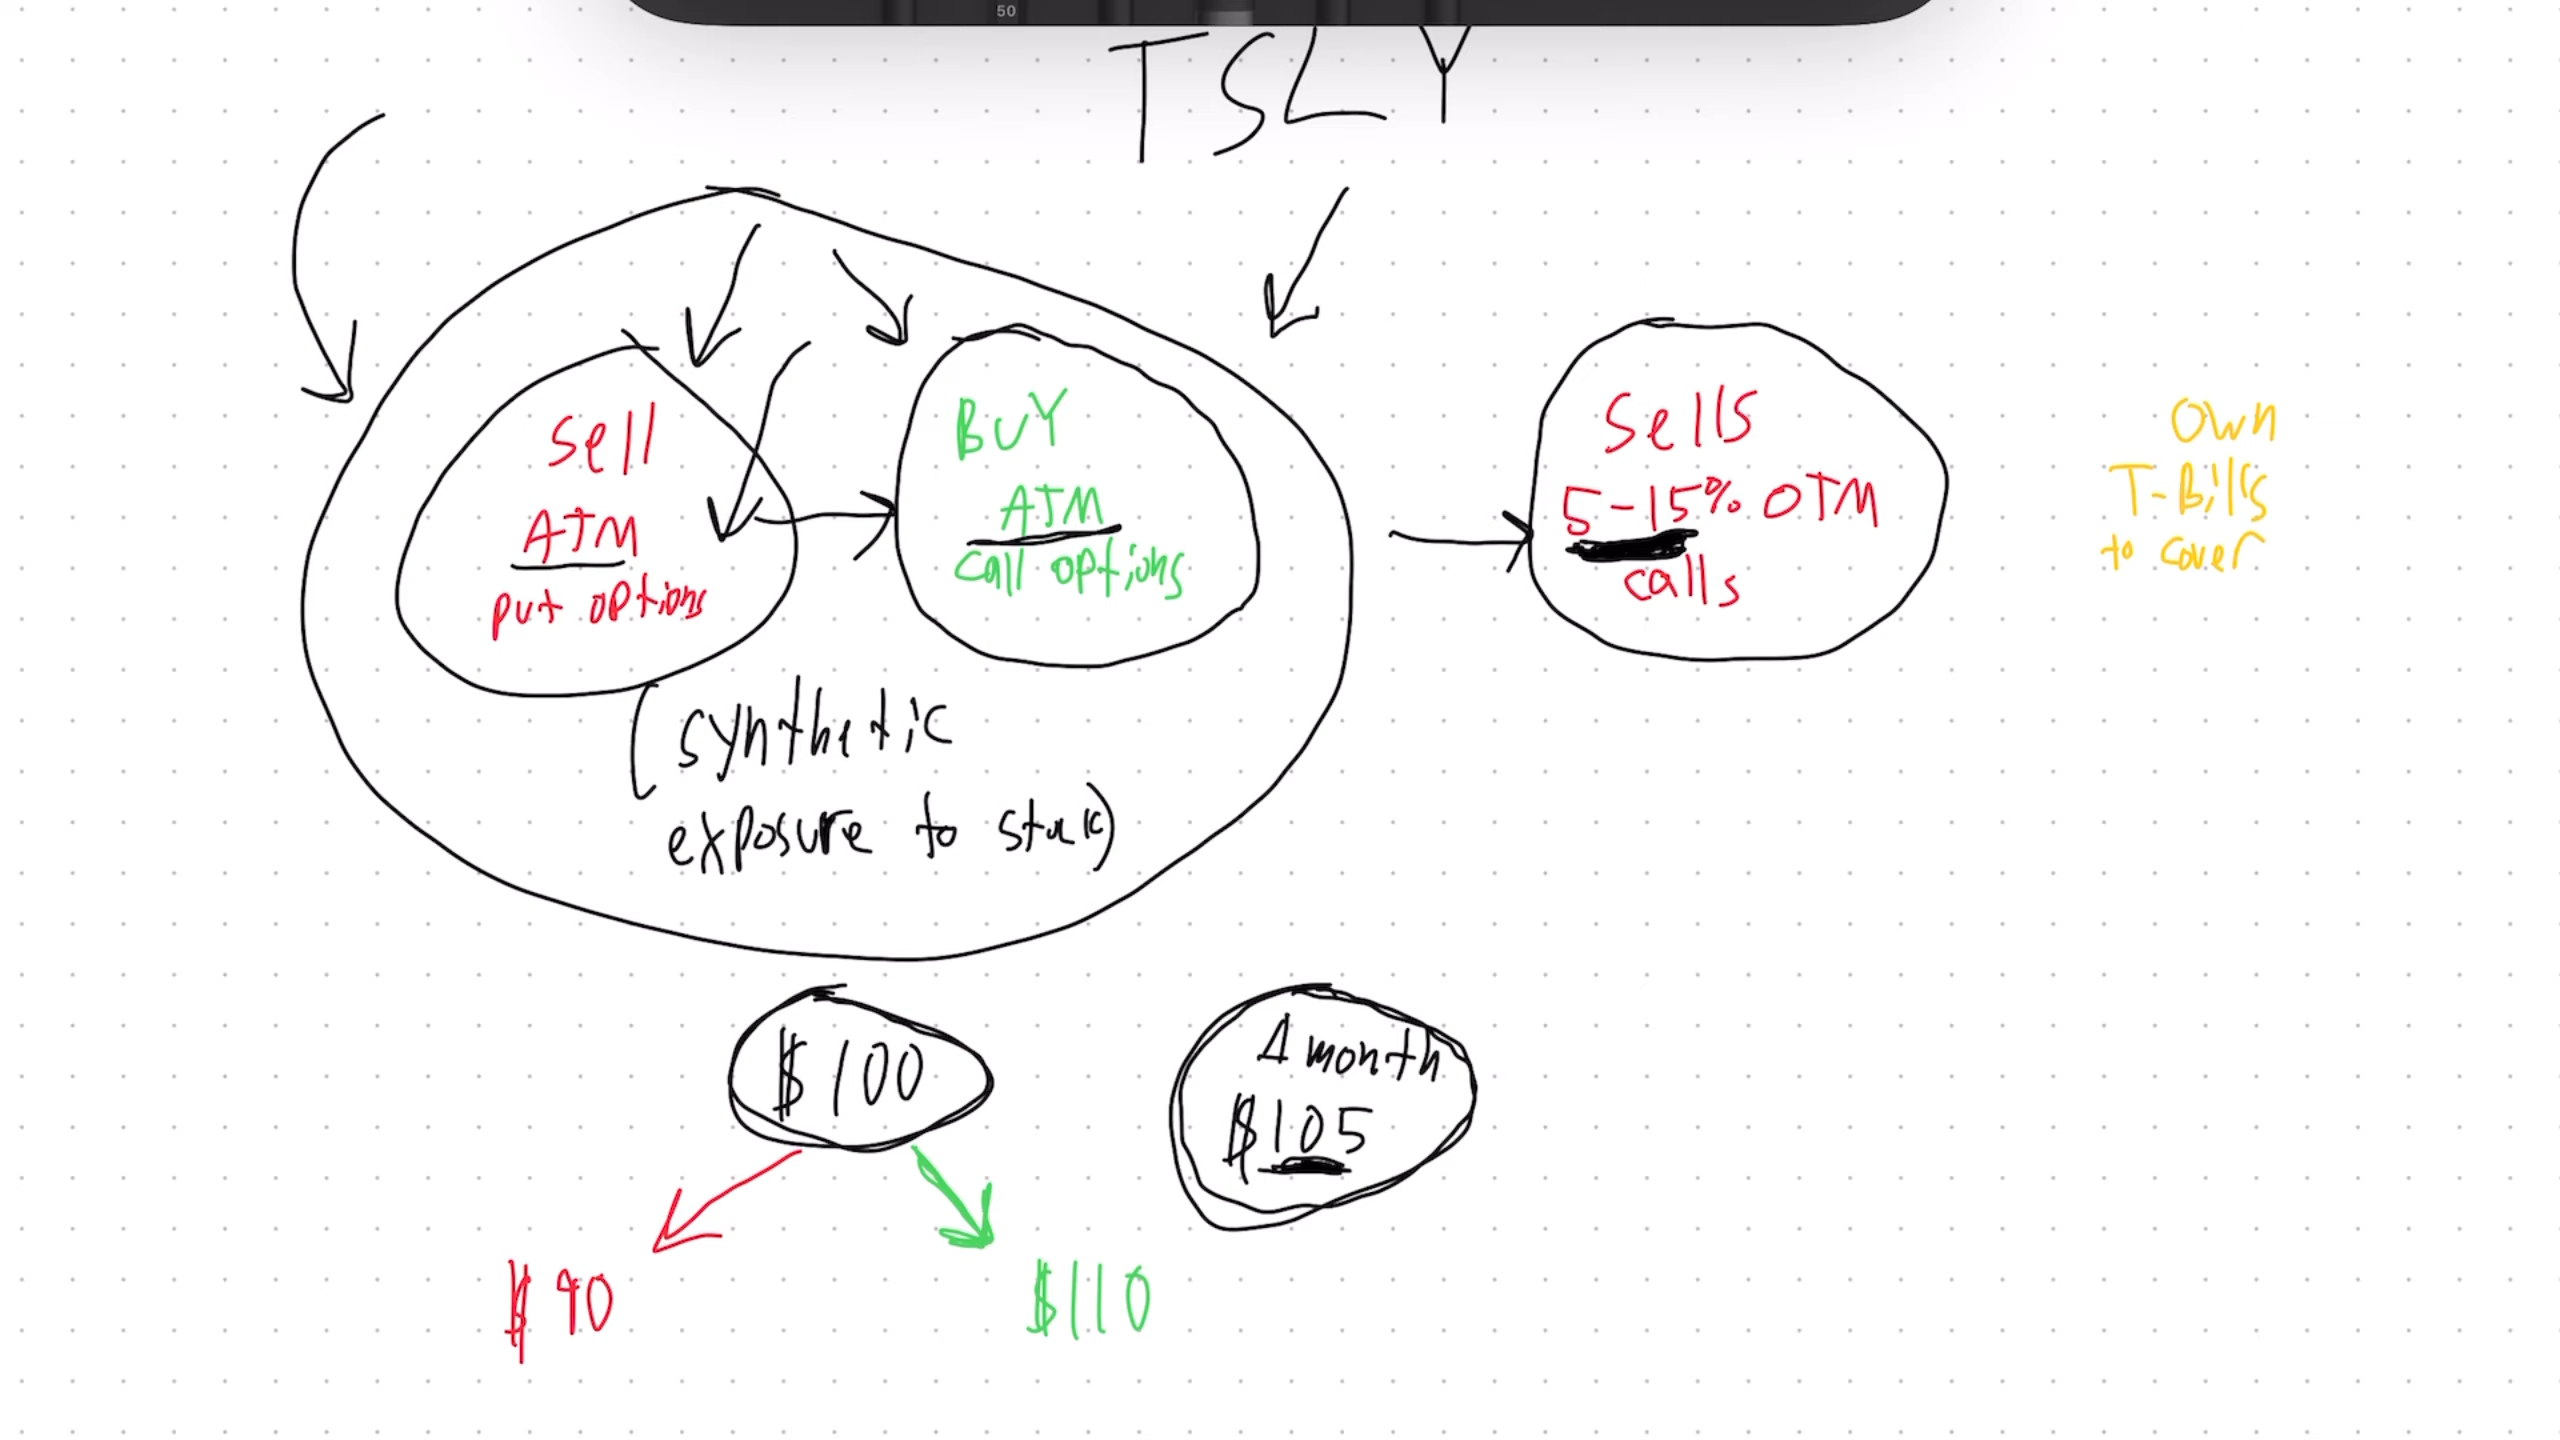 50
TSLY
Sell
ATM
put options
BUY
ATM
call options
Sells
5-15% OTM
calls
Own
T-Bills
to cover
(synthetic
exposure to stock)
$100
1 month
$105
$90
$110